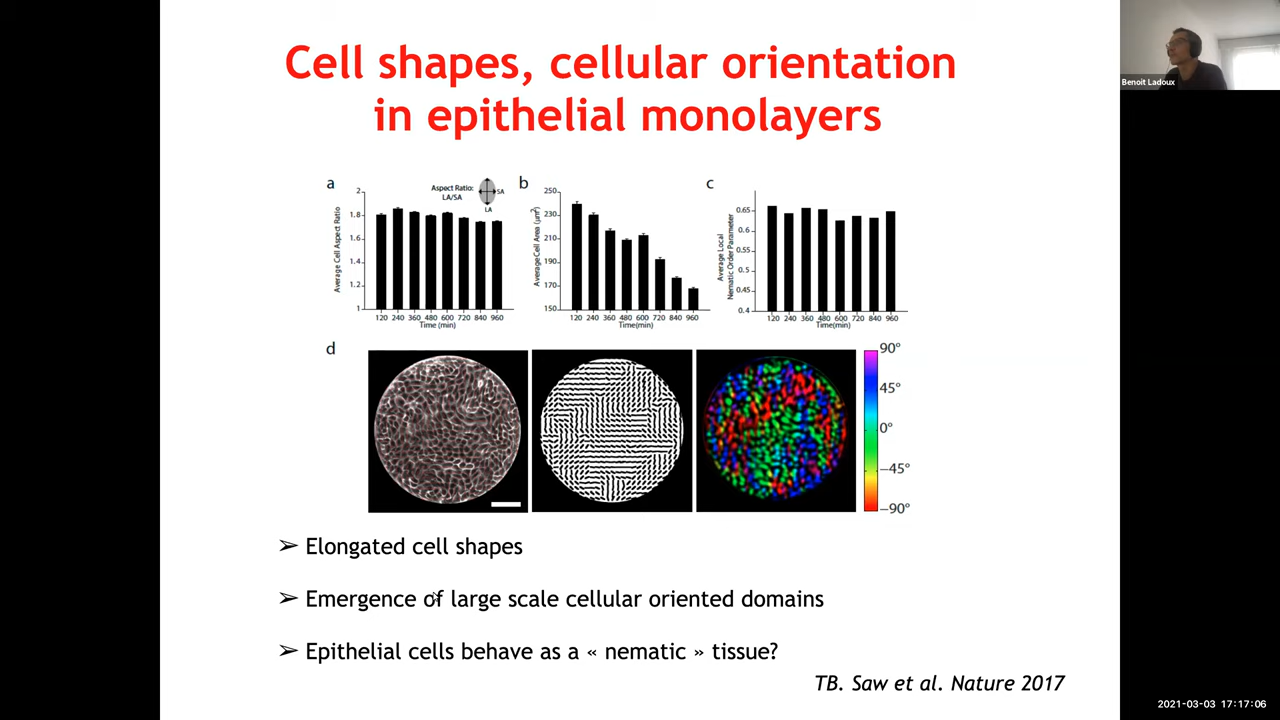 Cell shapes, cellular orientation
in epithelial monolayers
Benoit Ladoux
a
Average Cell Aspect Ratio
2
1.8
1.6
1.4
1.2
1
Aspect Ratio:
LA/SA
SA
LA
120 240 360 480 600 720 840 960
Time (min)
b
Average Cell Area (μm²)
250
230
210
190
170
150
120 240 360 480 600 720 840 960
Time(min)
c
Average Local
Nematic Order Parameter
0.65
0.6
0.55
0.5
0.45
0.4
120 240 360 480 600 720 840 960
Time(min)
d
90°
45°
0°
−45°
−90°
➢ Elongated cell shapes
➢ Emergence of large scale cellular oriented domains
➢ Epithelial cells behave as a « nematic » tissue?
TB. Saw et al. Nature 2017
2021-03-03 17:17:06